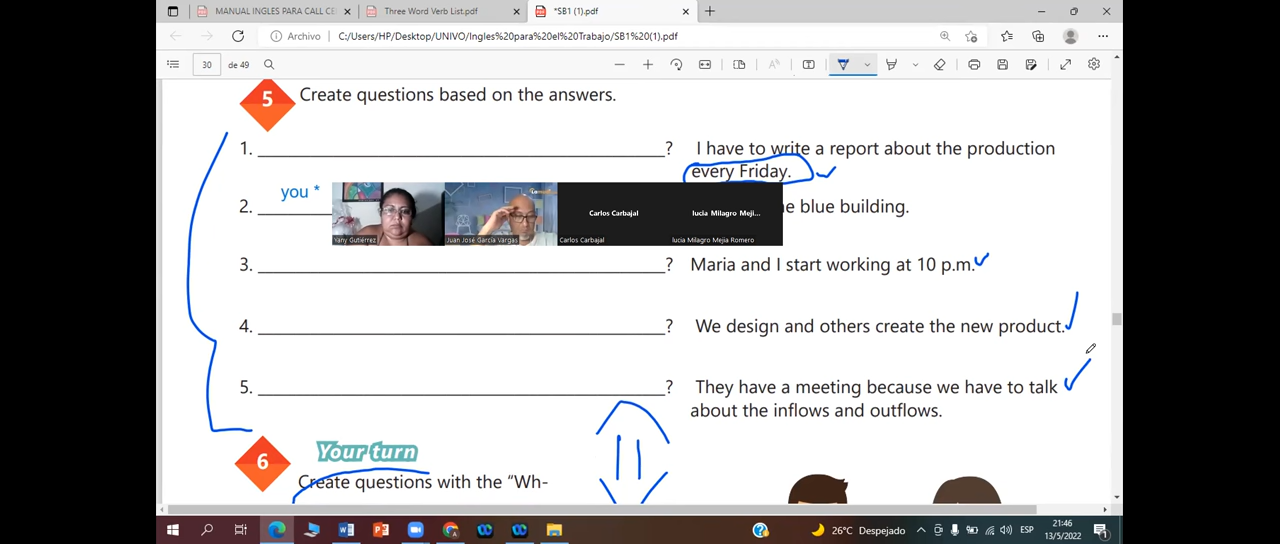 MANUAL INGLES PARA CALL CE
Three Word Verb List.pdf
*SB1 (1).pdf
Archivo
C:/Users/HP/Desktop/UNIVO/Ingles%20para%20el%20Trabajo/SB1%20(1).pdf
30 de 49
5 Create questions based on the answers.
1. ? I have to write a report about the production
every Friday.
you *
2. e blue building.
Carlos Carbajal
lucia Milagro Meji...
Yany Gutiérrez
Juan José García Vargas
Carlos Carbajal
lucia Milagro Mejia Romero
3. ? Maria and I start working at 10 p.m.
4. ? We design and others create the new product.
5. ? They have a meeting because we have to talk
about the inflows and outflows.
6 Your turn
Create questions with the “Wh-
26°C Despejado
ESP
21:46
13/5/2022